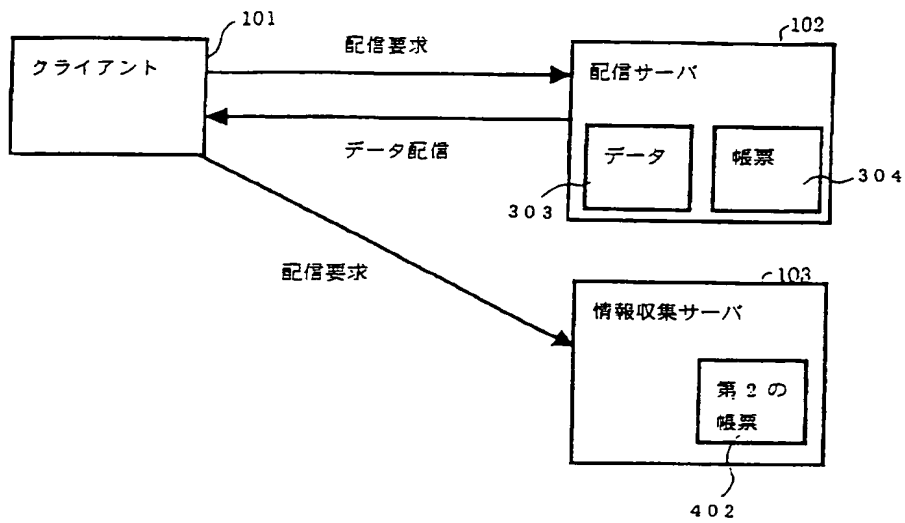 101
クライアント
配信要求
データ配信
102
配信サーバ
データ
帳票
303
304
配信要求
103
情報収集サーバ
第2の
帳票
402